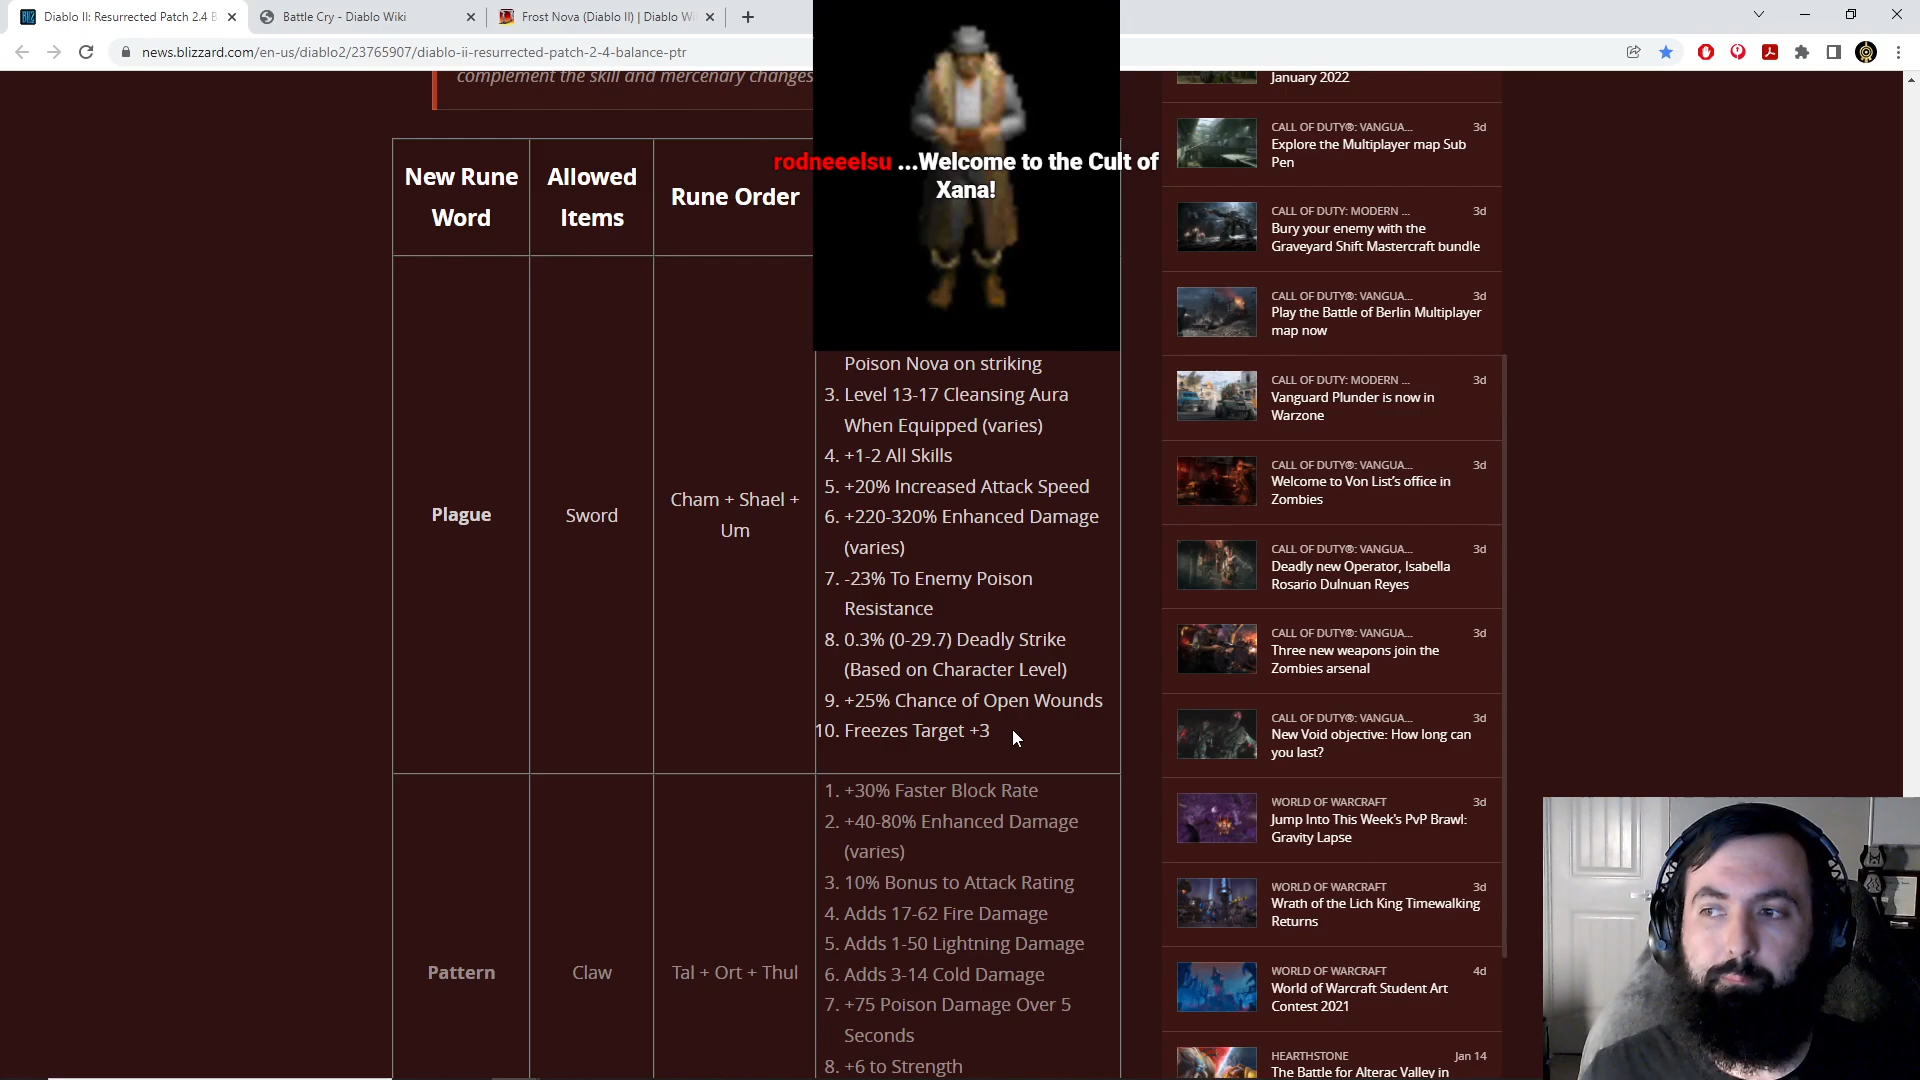 Diablo II: Resurrected Patch 2.4 B
Battle Cry - Diablo Wiki
Frost Nova (Diablo II) | Diablo Wi
news.blizzard.com/en-us/diablo2/23765907/diablo-ii-resurrected-patch-2-4-balance-ptr
complement the skill and mercenary changes
New Rune
Word
Allowed
Items
Rune Order
rodneeelsu ...Welcome to the Cult of
Xana!
Plague
Sword
Cham + Shael +
Um
Poison Nova on striking
3. Level 13-17 Cleansing Aura
When Equipped (varies)
4. +1-2 All Skills
5. +20% Increased Attack Speed
6. +220-320% Enhanced Damage
(varies)
7. -23% To Enemy Poison
Resistance
8. 0.3% (0-29.7) Deadly Strike
(Based on Character Level)
9. +25% Chance of Open Wounds
10. Freezes Target +3
Pattern
Claw
Tal + Ort + Thul
1. +30% Faster Block Rate
2. +40-80% Enhanced Damage
(varies)
3. 10% Bonus to Attack Rating
4. Adds 17-62 Fire Damage
5. Adds 1-50 Lightning Damage
6. Adds 3-14 Cold Damage
7. +75 Poison Damage Over 5
Seconds
8. +6 to Strength
January 2022
CALL OF DUTY®: VANGUA... 3d
Explore the Multiplayer map Sub
Pen
CALL OF DUTY: MODERN ... 3d
Bury your enemy with the
Graveyard Shift Mastercraft bundle
CALL OF DUTY®: VANGUA... 3d
Play the Battle of Berlin Multiplayer
map now
CALL OF DUTY: MODERN ... 3d
Vanguard Plunder is now in
Warzone
CALL OF DUTY®: VANGUA... 3d
Welcome to Von List's office in
Zombies
CALL OF DUTY®: VANGUA... 3d
Deadly new Operator, Isabella
Rosario Dulnuan Reyes
CALL OF DUTY®: VANGUA... 3d
Three new weapons join the
Zombies arsenal
CALL OF DUTY®: VANGUA... 3d
New Void objective: How long can
you last?
WORLD OF WARCRAFT 3d
Jump Into This Week's PvP Brawl:
Gravity Lapse
WORLD OF WARCRAFT 3d
Wrath of the Lich King Timewalking
Returns
WORLD OF WARCRAFT 4d
World of Warcraft Student Art
Contest 2021
HEARTHSTONE Jan 14
The Battle for Alterac Valley in